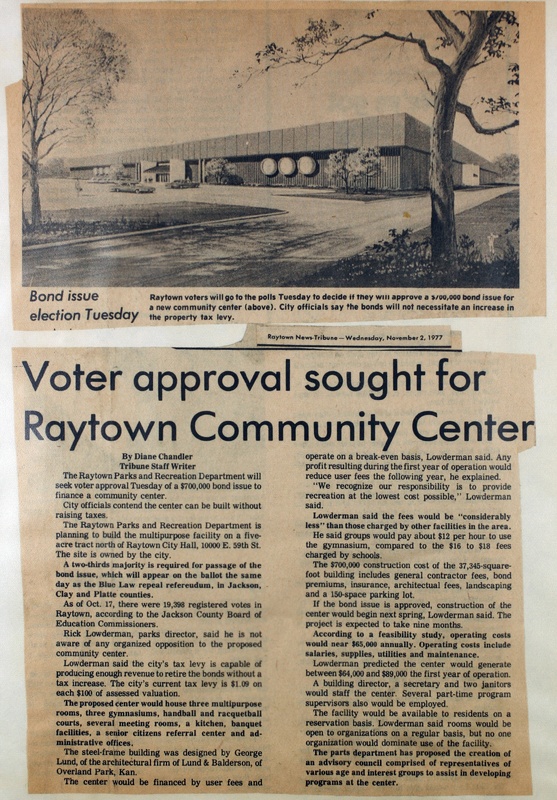 Bond issue
election Tuesday
Raytown voters will go to the polls Tuesday to decide if they will approve a $700,000 bond issue for
a new community center (above). City officials say the bonds will not necessitate an increase in
the property tax levy.
Raytown News-Tribune — Wednesday, November 2, 1977
Voter approval sought for
Raytown Community Center
By Diane Chandler
Tribune Staff Writer
The Raytown Parks and Recreation Department will
seek voter approval Tuesday of a $700,000 bond issue to
finance a community center.
City officials contend the center can be built without
raising taxes.
The Raytown Parks and Recreation Department is
planning to build the multipurpose facility on a five-
acre tract north of Raytown City Hall, 10000 E. 59th St.
The site is owned by the city.
A two-thirds majority is required for passage of the
bond issue, which will appear on the ballot the same
day as the Blue Law repeal referendum, in Jackson,
Clay and Platte counties.
As of Oct. 17, there were 19,398 registered voters in
Raytown, according to the Jackson County Board of
Education Commissioners.
Rick Lowderman, parks director, said he is not
aware of any organized opposition to the proposed
community center.
Lowderman said the city's tax levy is capable of
producing enough revenue to retire the bonds without a
tax increase. The city's current tax levy is $1.09 on
each $100 of assessed valuation.
The proposed center would house three multipurpose
rooms, three gymnasiums, handball and racquetball
courts, several meeting rooms, a kitchen, banquet
facilities, a senior citizens referral center and ad-
ministrative offices.
The steel-frame building was designed by George
Lund, of the architectural firm of Lund & Balderson, of
Overland Park, Kan.
The center would be financed by user fees and
operate on a break-even basis, Lowderman said. Any
profit resulting during the first year of operation would
reduce user fees the following year, he explained.
"We recognize our responsibility is to provide
recreation at the lowest cost possible," Lowderman
said.
Lowderman said the fees would be "considerably
less" than those charged by other facilities in the area.
He said groups would pay about $12 per hour to use
the gymnasium, compared to the $16 to $18 fees
charged by schools.
The $700,000 construction cost of the 37,345-square-
foot building includes general contractor fees, bond
premiums, insurance, architectual fees, landscaping
and a 150-space parking lot.
If the bond issue is approved, construction of the
center would begin next spring, Lowderman said. The
project is expected to take nine months.
According to a feasibility study, operating costs
would near $65,000 annually. Operating costs include
salaries, supplies, utilities and maintenance.
Lowderman predicted the center would generate
between $64,000 and $89,000 the first year of operation.
A building director, a secretary and two janitors
would staff the center. Several part-time program
supervisors also would be employed.
The facility would be available to residents on a
reservation basis. Lowderman said rooms would be
open to organizations on a regular basis, but no one
organization would dominate use of the facility.
The parts department has proposed the creation of
an advisory council comprised of representatives of
various age and interest groups to assist in developing
programs at the center.